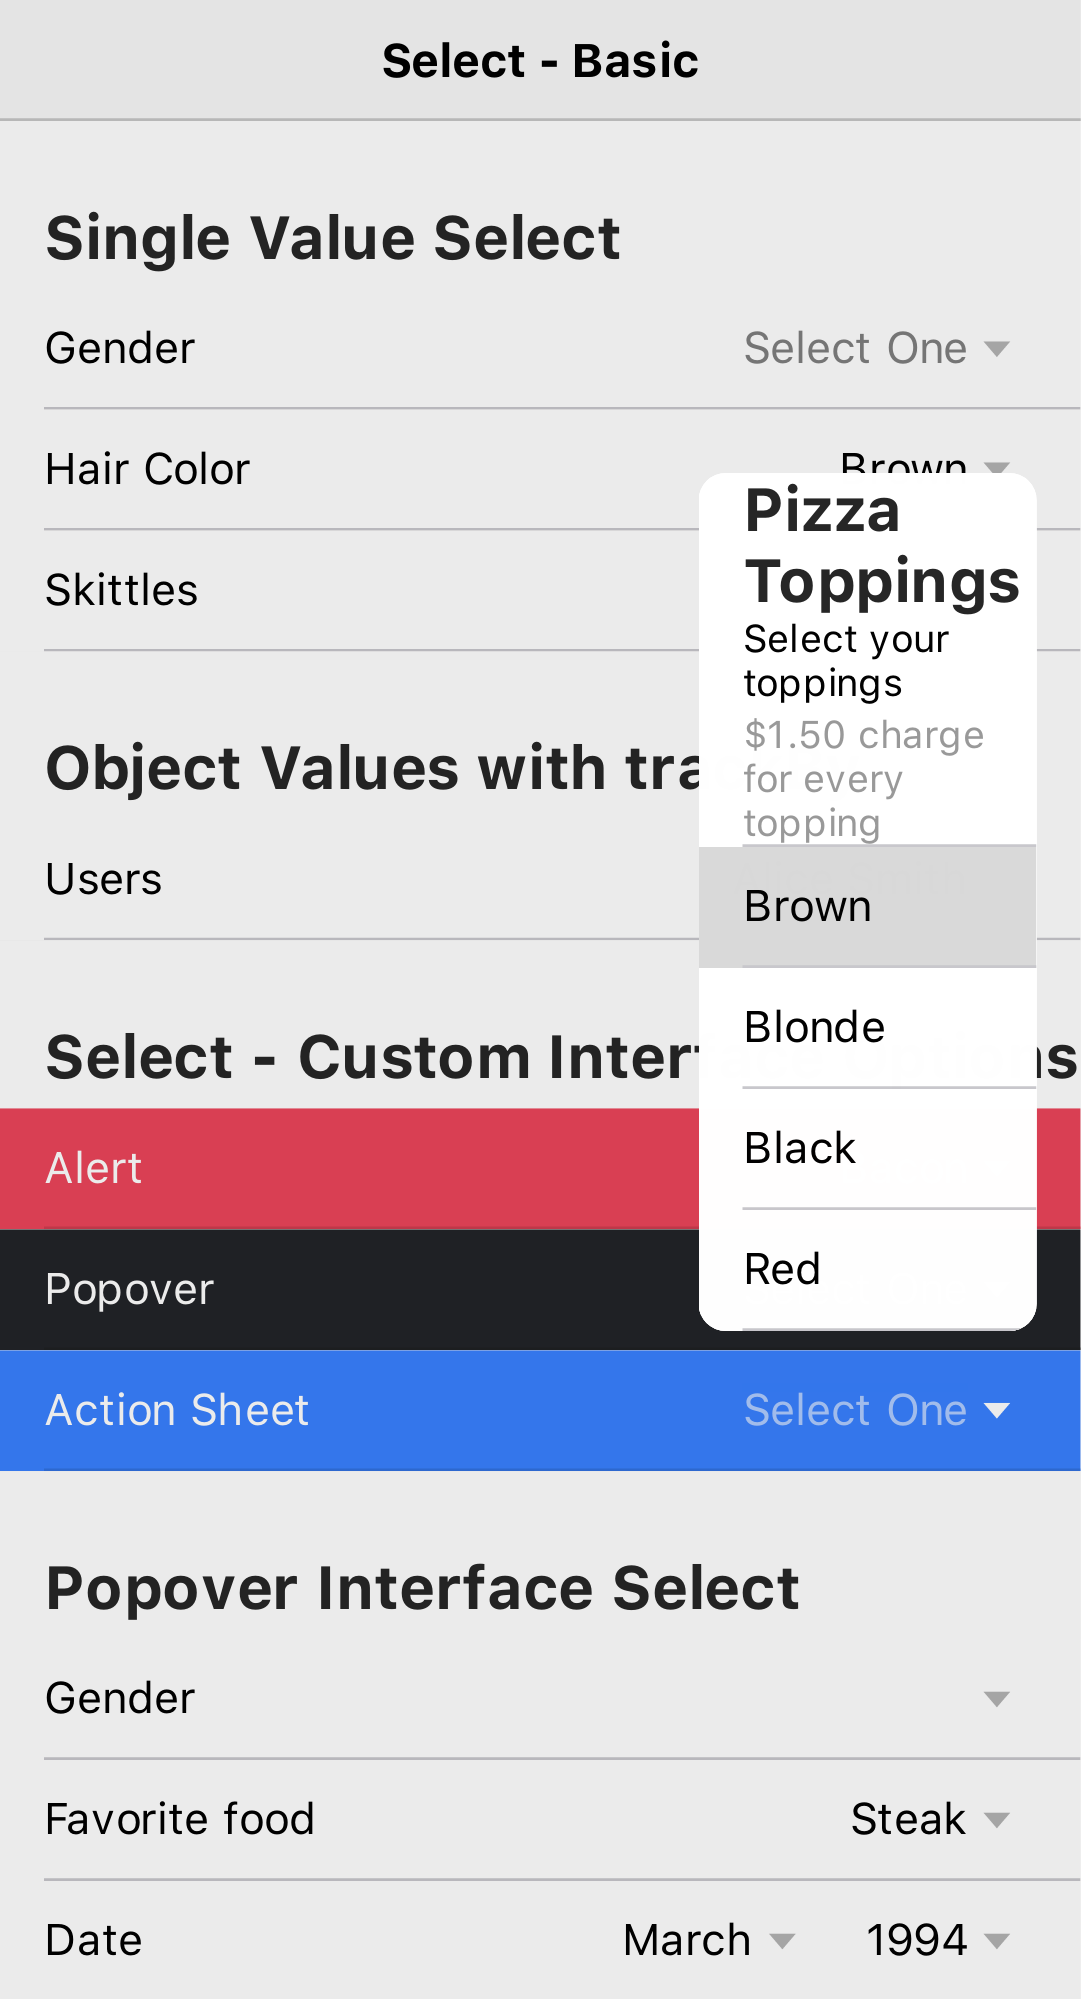 Select - Basic
Single Value Select
Gender Select One
Hair Color Brown
Skittles
Pizza
Toppings
Select your
toppings
$1.50 charge
for every
topping
Brown
Blonde
Black
Red
Object Values with
Users
Select - Custom
Alert
Popover
Action Sheet Select One
Popover Interface Select
Gender
Favorite food Steak
Date March 1994